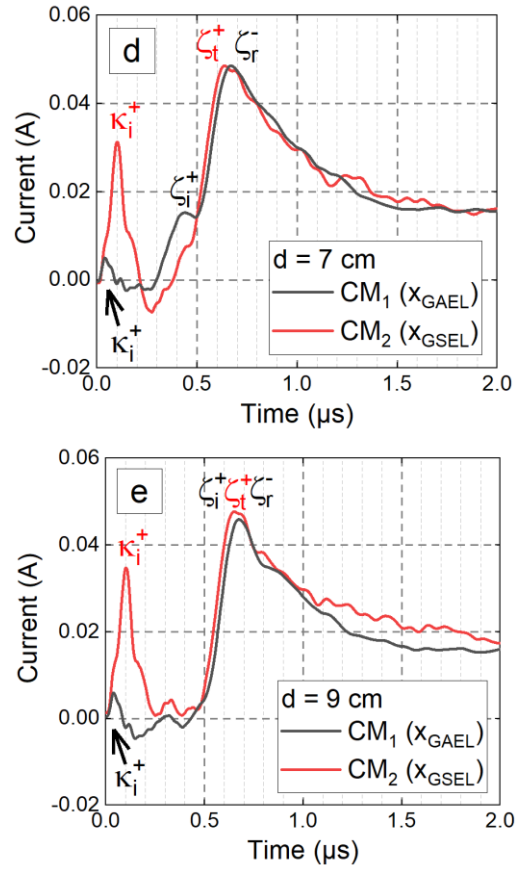 d
ζt+ ζr-
κi+
ζi+
κi+
0.06
0.04
0.02
0.00
-0.02
Current (A)
d = 7 cm
CM1 (xGAEL)
CM2 (xGSEL)
0.0 0.5 1.0 1.5 2.0
Time (μs)
e
ζi+ ζt+ ζr-
κi+
κi+
0.06
0.04
0.02
0.00
-0.02
Current (A)
d = 9 cm
CM1 (xGAEL)
CM2 (xGSEL)
0.0 0.5 1.0 1.5 2.0
Time (μs)